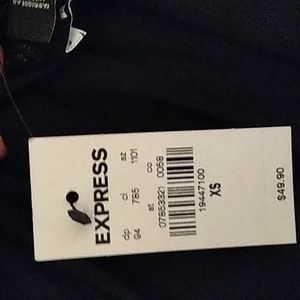 EXPRESS
dp cl sz
94 785 1101
st co
07853321 0058
19447100
XS
$49.90